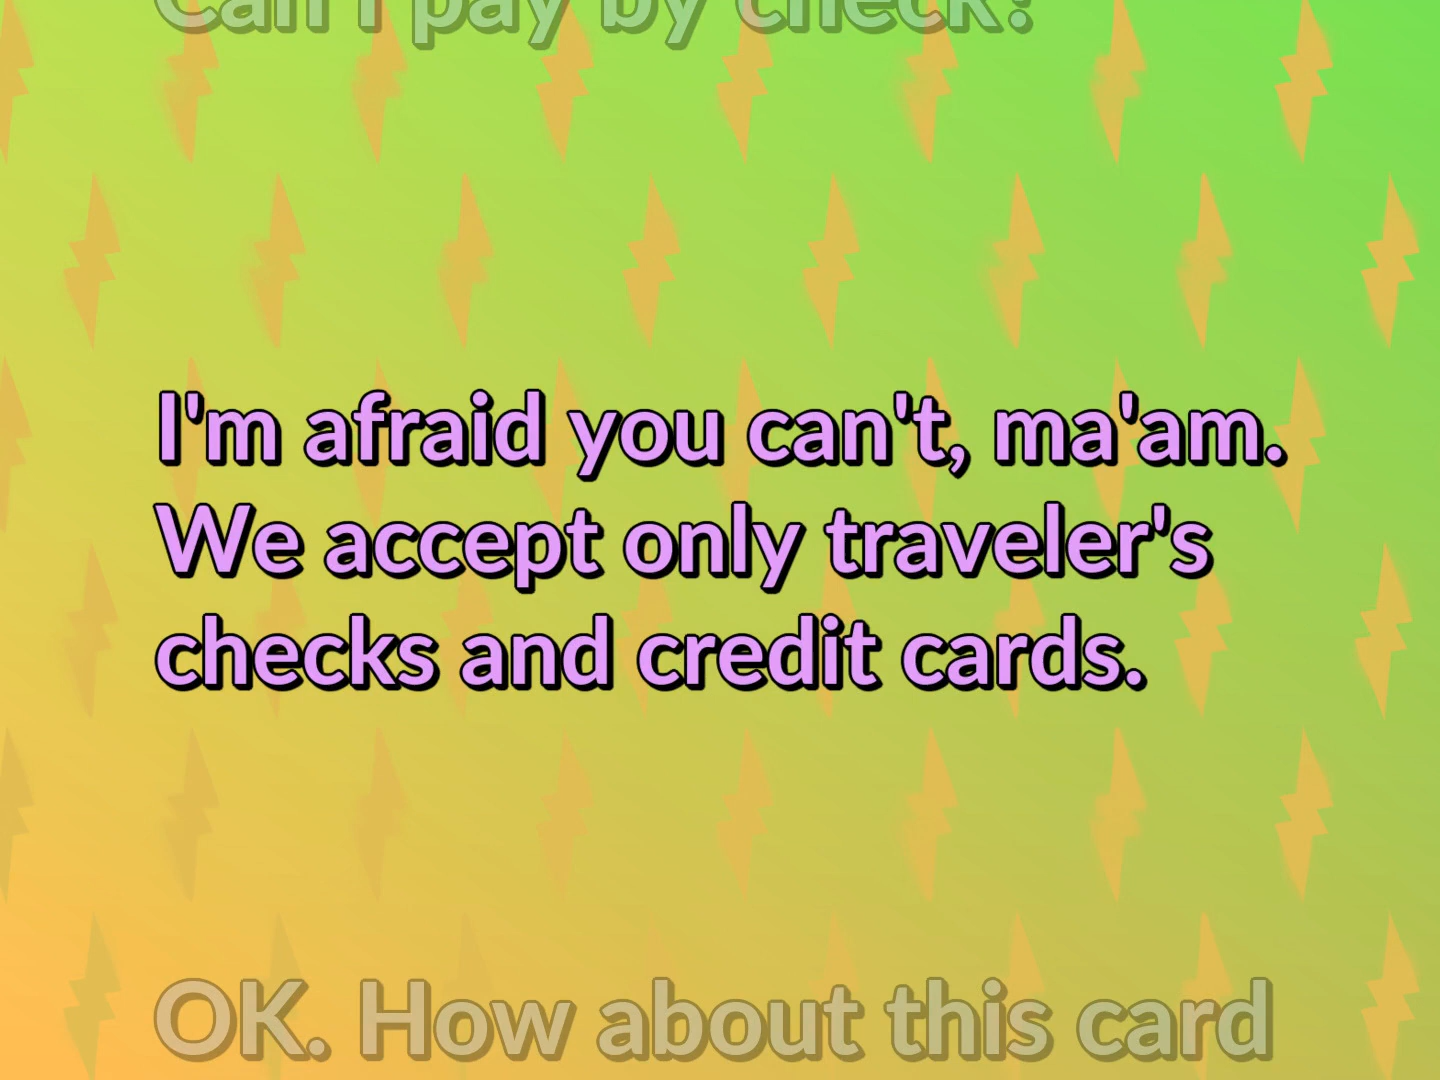 Can I pay by check?
I'm afraid you can't, ma'am.
We accept only traveler's
checks and credit cards.
OK. How about this card